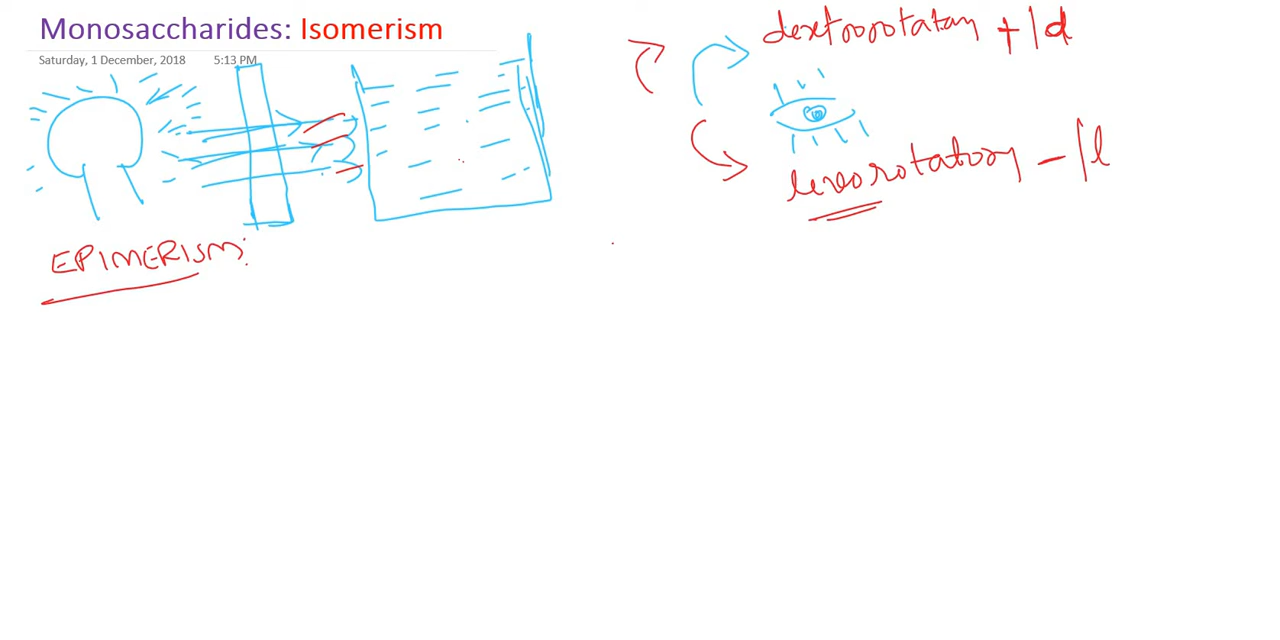 Monosaccharides: Isomerism
Saturday, 1 December, 2018 5:13 PM
dextrorotatory + / d
levorotatory - / l
EPIMERISM: